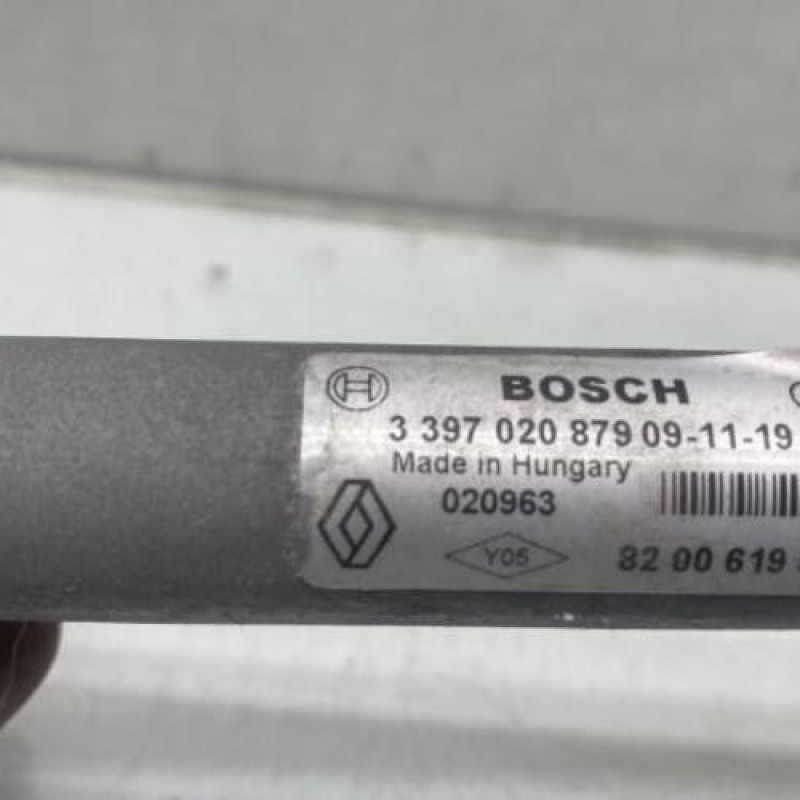 BOSCH
3 397 020 879 09-11-19
Made in Hungary
020963
Y05 82 00 619